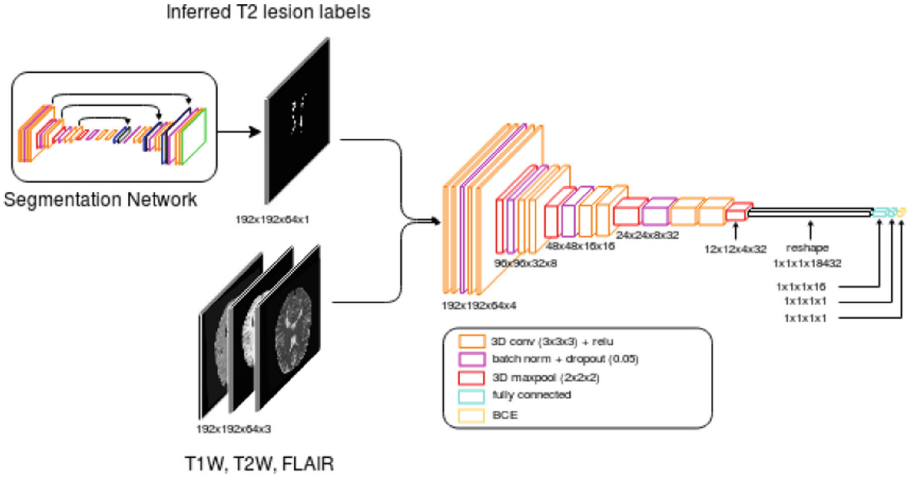 Inferred T2 lesion labels
Segmentation Network
192x192x64x1
192x192x64x3
T1W, T2W, FLAIR
192x192x64x4
96x96x32x8
48x48x16x16
24x24x8x32
12x12x4x32
reshape
1x1x1x18432
1x1x1x16
1x1x1x1
1x1x1x1
3D conv (3x3x3) + relu
batch norm + dropout (0.05)
3D maxpool (2x2x2)
fully connected
BCE